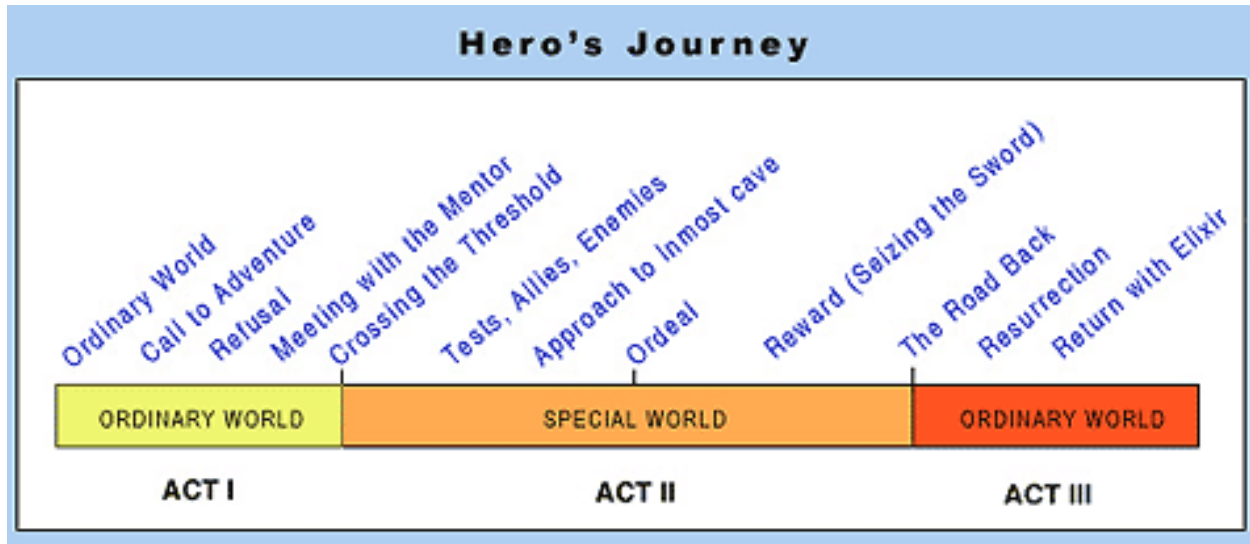 Hero's Journey
Ordinary World
Call to Adventure
Refusal
Meeting with the Mentor
Crossing the Threshold
Tests, Allies, Enemies
Approach to Inmost cave
Ordeal
Reward (Seizing the Sword)
The Road Back
Resurrection
Return with Elixir
ORDINARY WORLD
SPECIAL WORLD
ORDINARY WORLD
ACT I
ACT II
ACT III